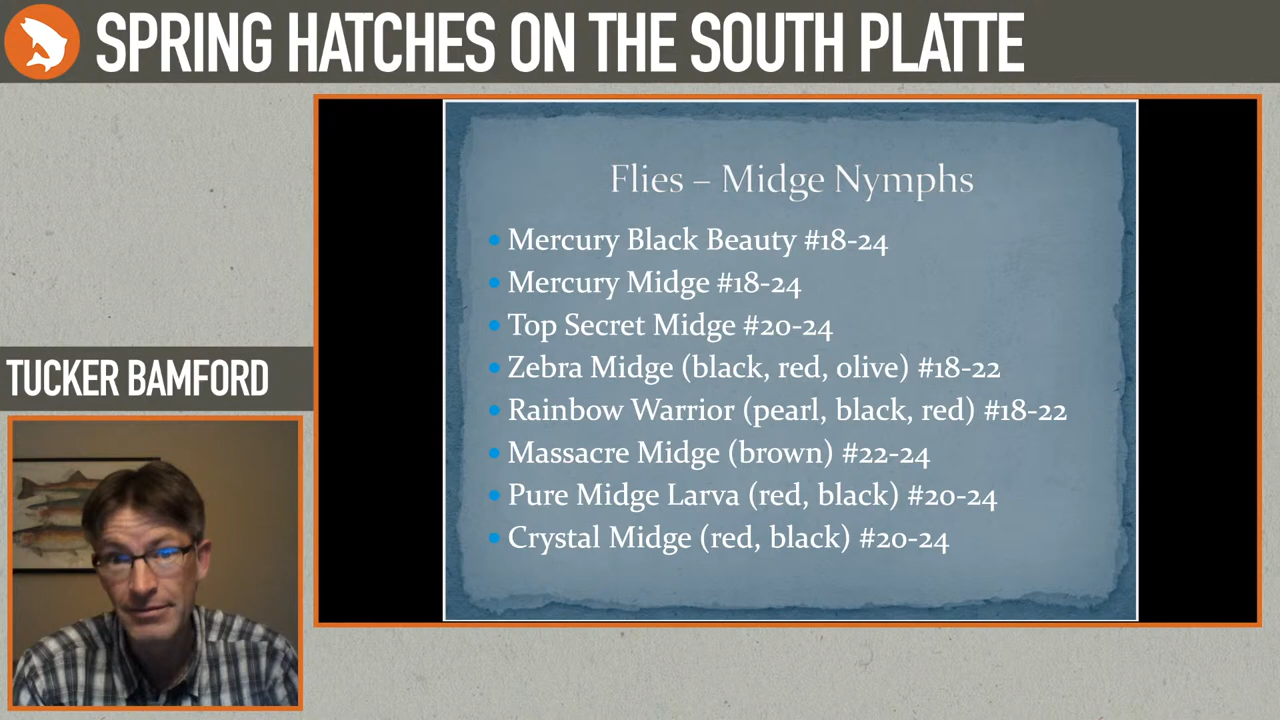 SPRING HATCHES ON THE SOUTH PLATTE
Flies – Midge Nymphs
Mercury Black Beauty #18-24
Mercury Midge #18-24
Top Secret Midge #20-24
Zebra Midge (black, red, olive) #18-22
Rainbow Warrior (pearl, black, red) #18-22
Massacre Midge (brown) #22-24
Pure Midge Larva (red, black) #20-24
Crystal Midge (red, black) #20-24
TUCKER BAMFORD